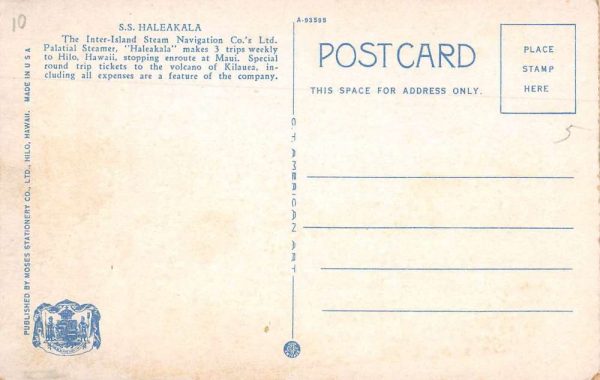 10
S.S. HALEAKALA
The Inter-Island Steam Navigation Co.'z Ltd.
Palatial Steamer, "Haleakala" makes 3 trips weekly
to Hilo, Hawaii, stopping enroute at Maui. Special
round trip tickets to the volcano of Kilauea, in-
cluding all expenses are a feature of the company.
PUBLISHED BY MOSES STATIONERY CO., LTD., HILO, HAWAII. MADE IN U S A
A-93595
POST CARD
THIS SPACE FOR ADDRESS ONLY.
PLACE
STAMP
HERE
5